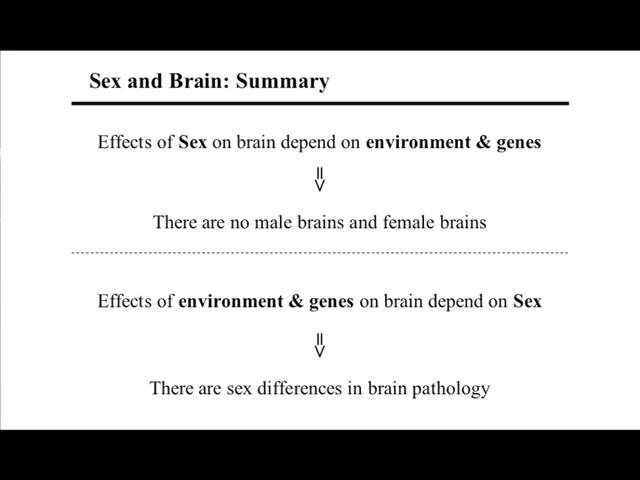 Sex and Brain: Summary
Effects of Sex on brain depend on environment & genes
There are no male brains and female brains
Effects of environment & genes on brain depend on Sex
There are sex differences in brain pathology